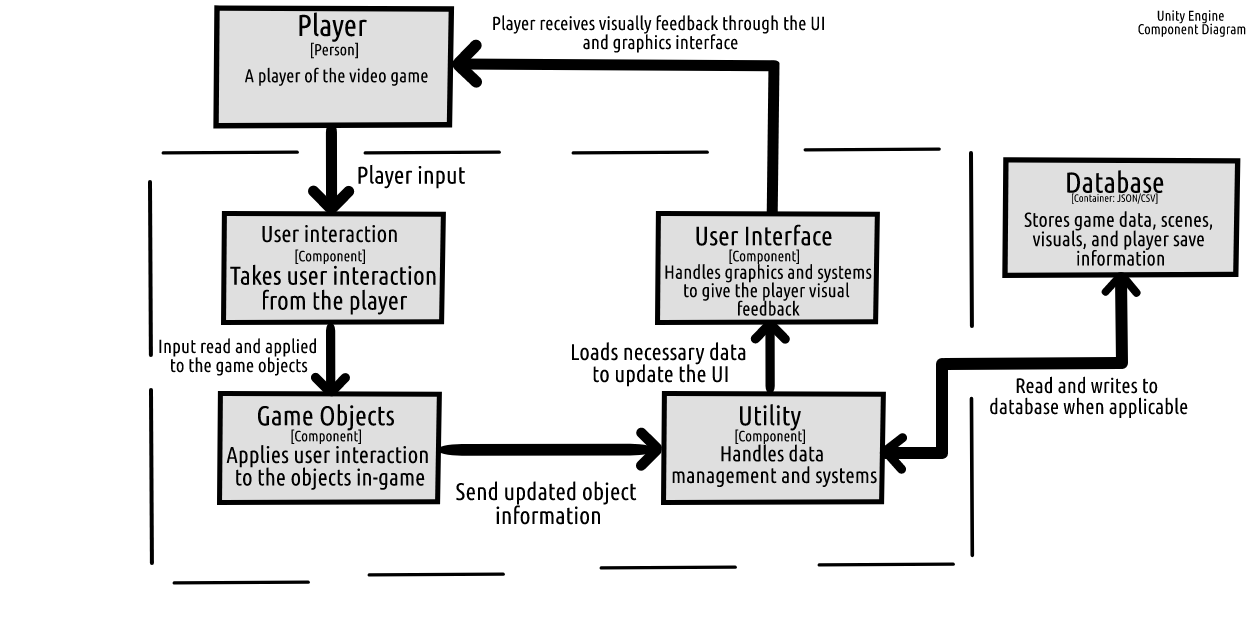 Unity Engine
Component Diagram
Player
[Person]
A player of the video game
Player receives visually feedback through the UI
and graphics interface
Player input
User interaction
[Component]
Takes user interaction
from the player
User Interface
[Component]
Handles graphics and systems
to give the player visual
feedback
Database
[Container: JSON/CSV]
Stores game data, scenes,
visuals, and player save
information
Input read and applied
to the game objects
Loads necessary data
to update the UI
Read and writes to
database when applicable
Game Objects
[Component]
Applies user interaction
to the objects in-game
Send updated object
information
Utility
[Component]
Handles data
management and systems